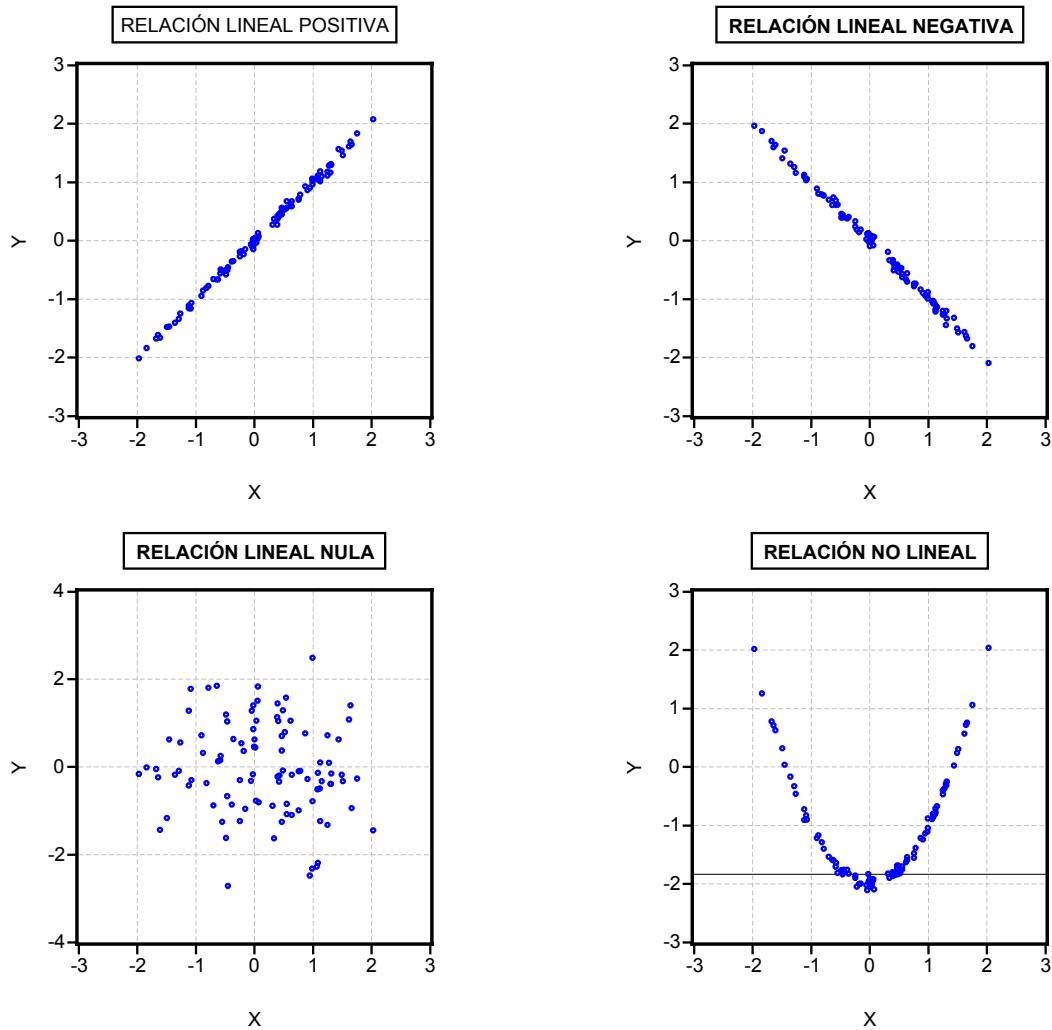 RELACIÓN LINEAL POSITIVA
3
2
1
0
-1
-2
-3
Y
-3 -2 -1 0 1 2 3
X
RELACIÓN LINEAL NEGATIVA
3
2
1
0
-1
-2
-3
Y
-3 -2 -1 0 1 2 3
X
RELACIÓN LINEAL NULA
4
2
0
-2
-4
Y
-3 -2 -1 0 1 2 3
X
RELACIÓN NO LINEAL
3
2
1
0
-1
-2
-3
Y
-3 -2 -1 0 1 2 3
X